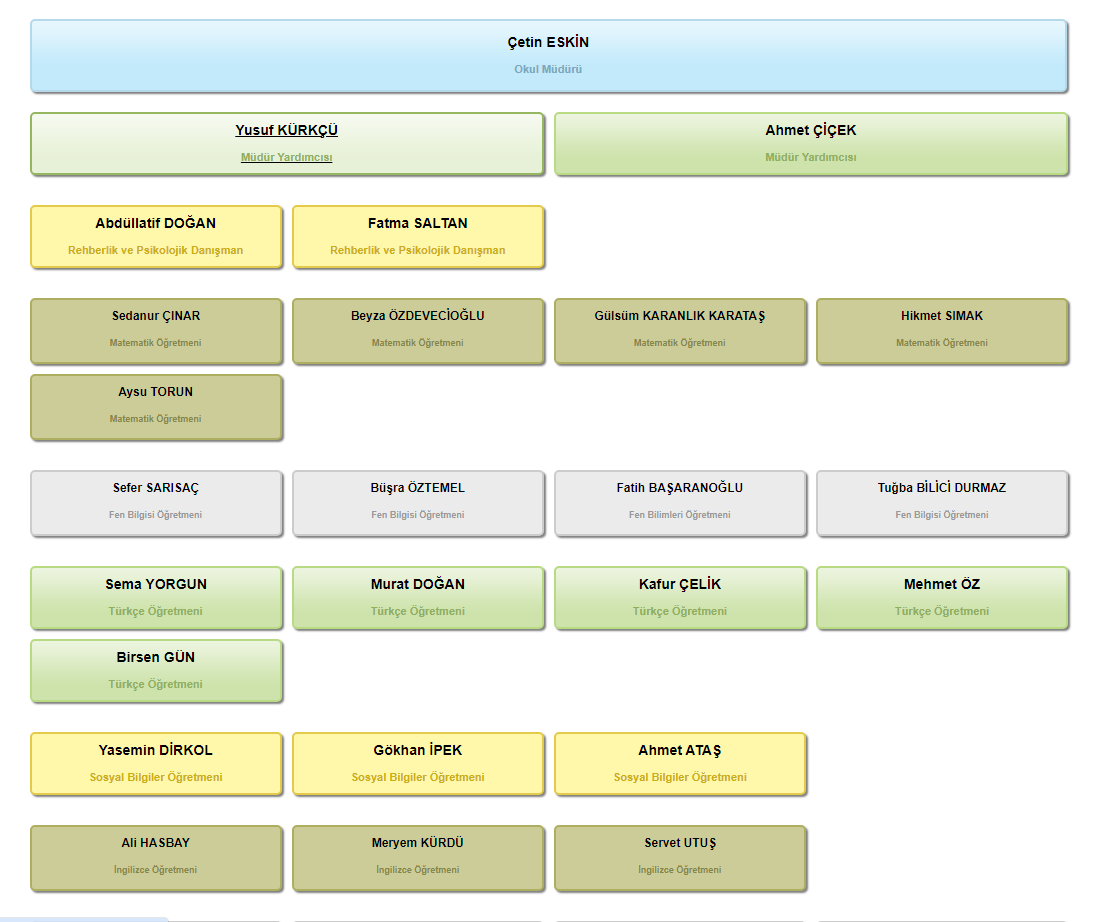 Çetin ESKİN
Okul Müdürü
Yusuf KÜRKÇÜ
Müdür Yardımcısı
Ahmet ÇİÇEK
Müdür Yardımcısı
Abdüllatif DOĞAN
Rehberlik ve Psikolojik Danışman
Fatma SALTAN
Rehberlik ve Psikolojik Danışman
Sedanur ÇINAR
Matematik Öğretmeni
Beyza ÖZDEVECİOĞLU
Matematik Öğretmeni
Gülsüm KARANLIK KARATAŞ
Matematik Öğretmeni
Hikmet SIMAK
Matematik Öğretmeni
Aysu TORUN
Matematik Öğretmeni
Sefer SARISAÇ
Fen Bilgisi Öğretmeni
Büşra ÖZTEMEL
Fen Bilgisi Öğretmeni
Fatih BAŞARANOĞLU
Fen Bilimleri Öğretmeni
Tuğba BİLİCİ DURMAZ
Fen Bilgisi Öğretmeni
Sema YORGUN
Türkçe Öğretmeni
Murat DOĞAN
Türkçe Öğretmeni
Kafur ÇELİK
Türkçe Öğretmeni
Mehmet ÖZ
Türkçe Öğretmeni
Birsen GÜN
Türkçe Öğretmeni
Yasemin DİRKOL
Sosyal Bilgiler Öğretmeni
Gökhan İPEK
Sosyal Bilgiler Öğretmeni
Ahmet ATAŞ
Sosyal Bilgiler Öğretmeni
Ali HASBAY
İngilizce Öğretmeni
Meryem KÜRDÜ
İngilizce Öğretmeni
Servet UTUŞ
İngilizce Öğretmeni